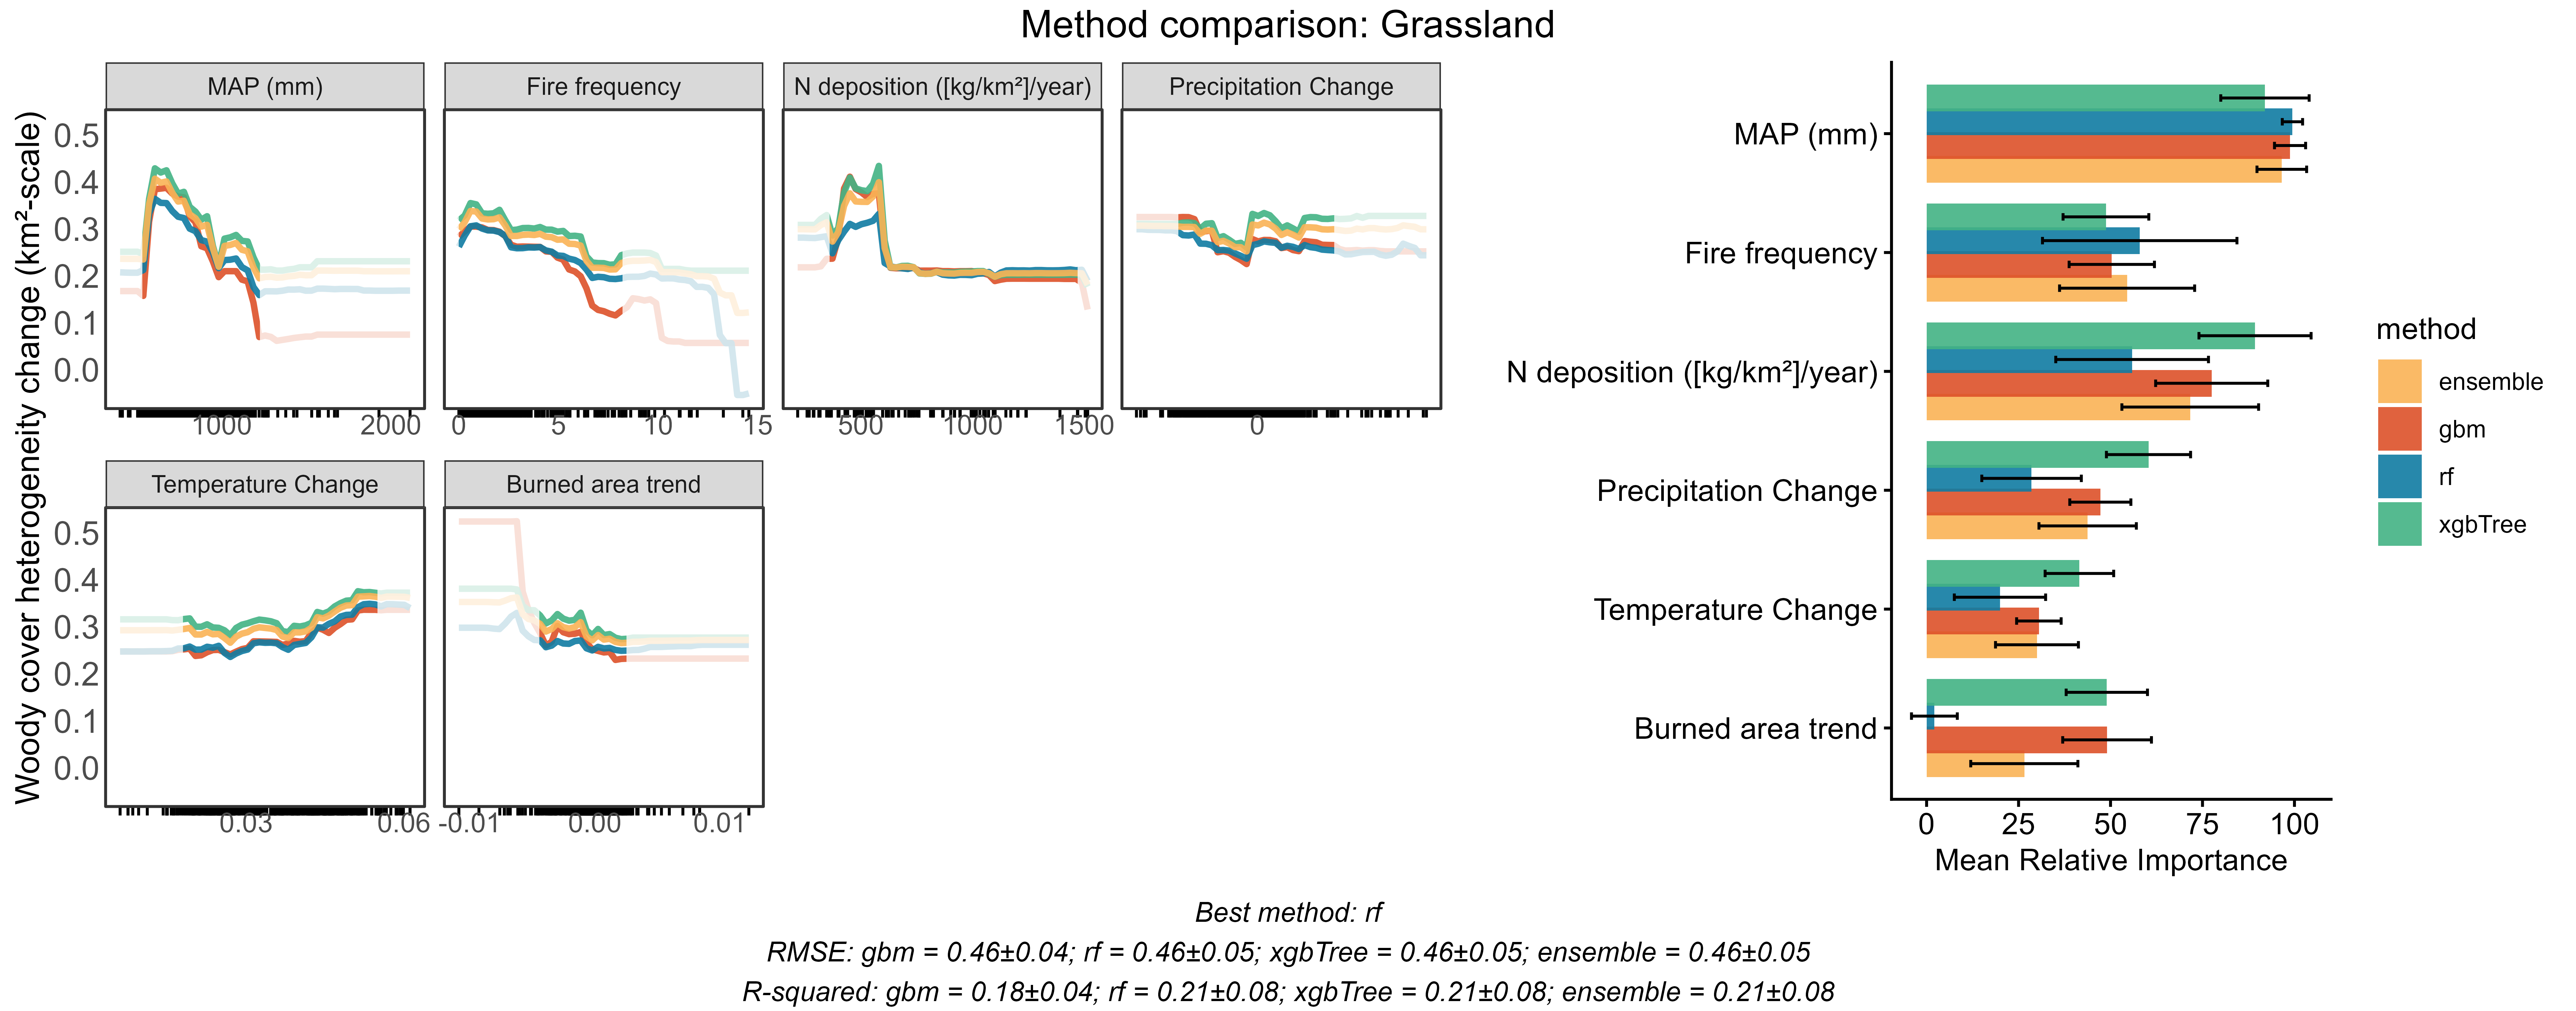 Method comparison: Grassland
Woody cover heterogeneity change (km²-scale)
MAP (mm)
Fire frequency
N deposition ([kg/km²]/year)
Precipitation Change
0.5
0.4
0.3
0.2
0.1
0.0
1000 2000
0 5 10 15
500 1000 1500
0
Temperature Change
Burned area trend
0.5
0.4
0.3
0.2
0.1
0.0
0.03 0.06
-0.01 0.00 0.01
MAP (mm)
Fire frequency
N deposition ([kg/km²]/year)
Precipitation Change
Temperature Change
Burned area trend
0 25 50 75 100
Mean Relative Importance
method
ensemble
gbm
rf
xgbTree
Best method: rf
RMSE: gbm = 0.46±0.04; rf = 0.46±0.05; xgbTree = 0.46±0.05; ensemble = 0.46±0.05
R-squared: gbm = 0.18±0.04; rf = 0.21±0.08; xgbTree = 0.21±0.08; ensemble = 0.21±0.08